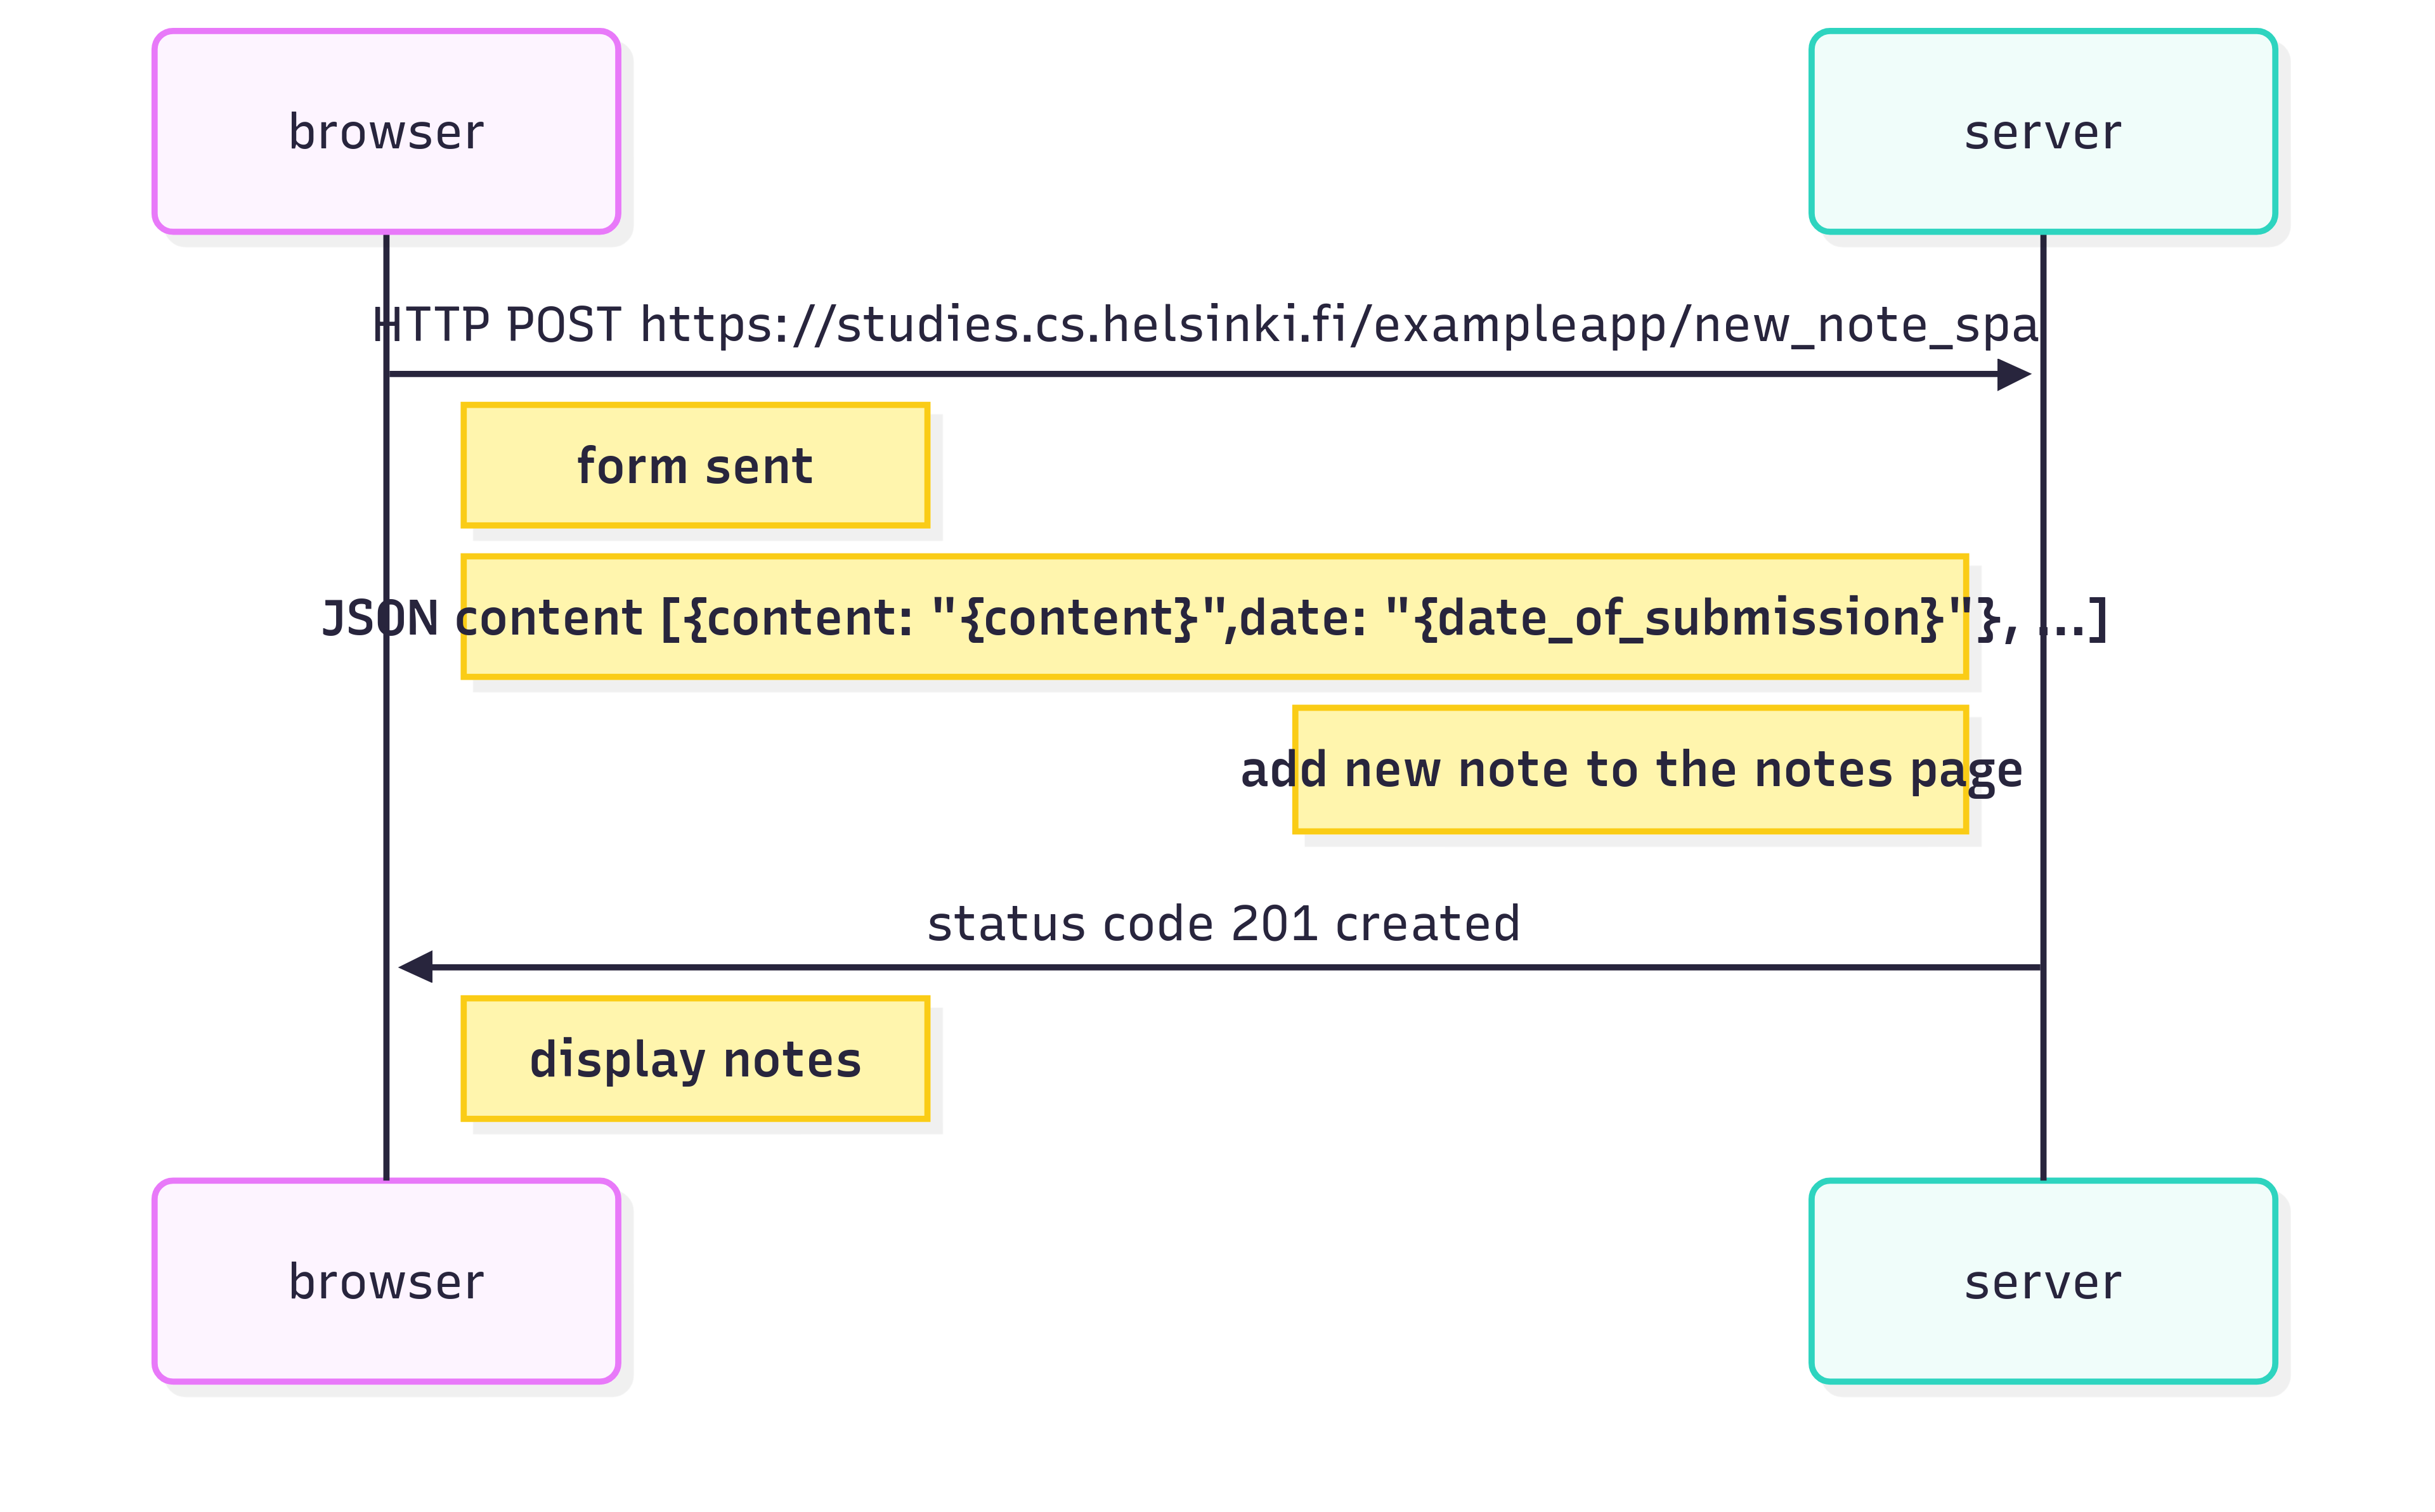 browser
server
HTTP POST https://studies.cs.helsinki.fi/exampleapp/new_note_spa
form sent
JSON content [{content: "{content}",date: "{date_of_submission}"}, ...]
add new note to the notes page
status code 201 created
display notes
browser
server